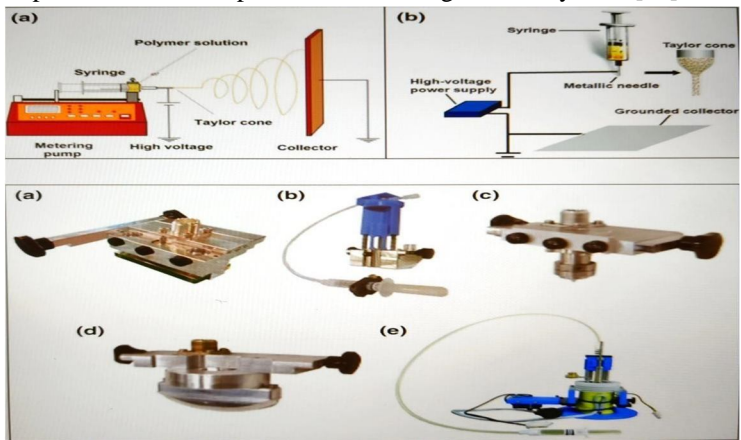 (a)
Polymer solution
Syringe
Taylor cone
Metering
pump
High voltage
Collector
(b)
Syringe
Taylor cone
High-voltage
power supply
Metallic needle
Grounded collector
(a)
(b)
(c)
(d)
(e)